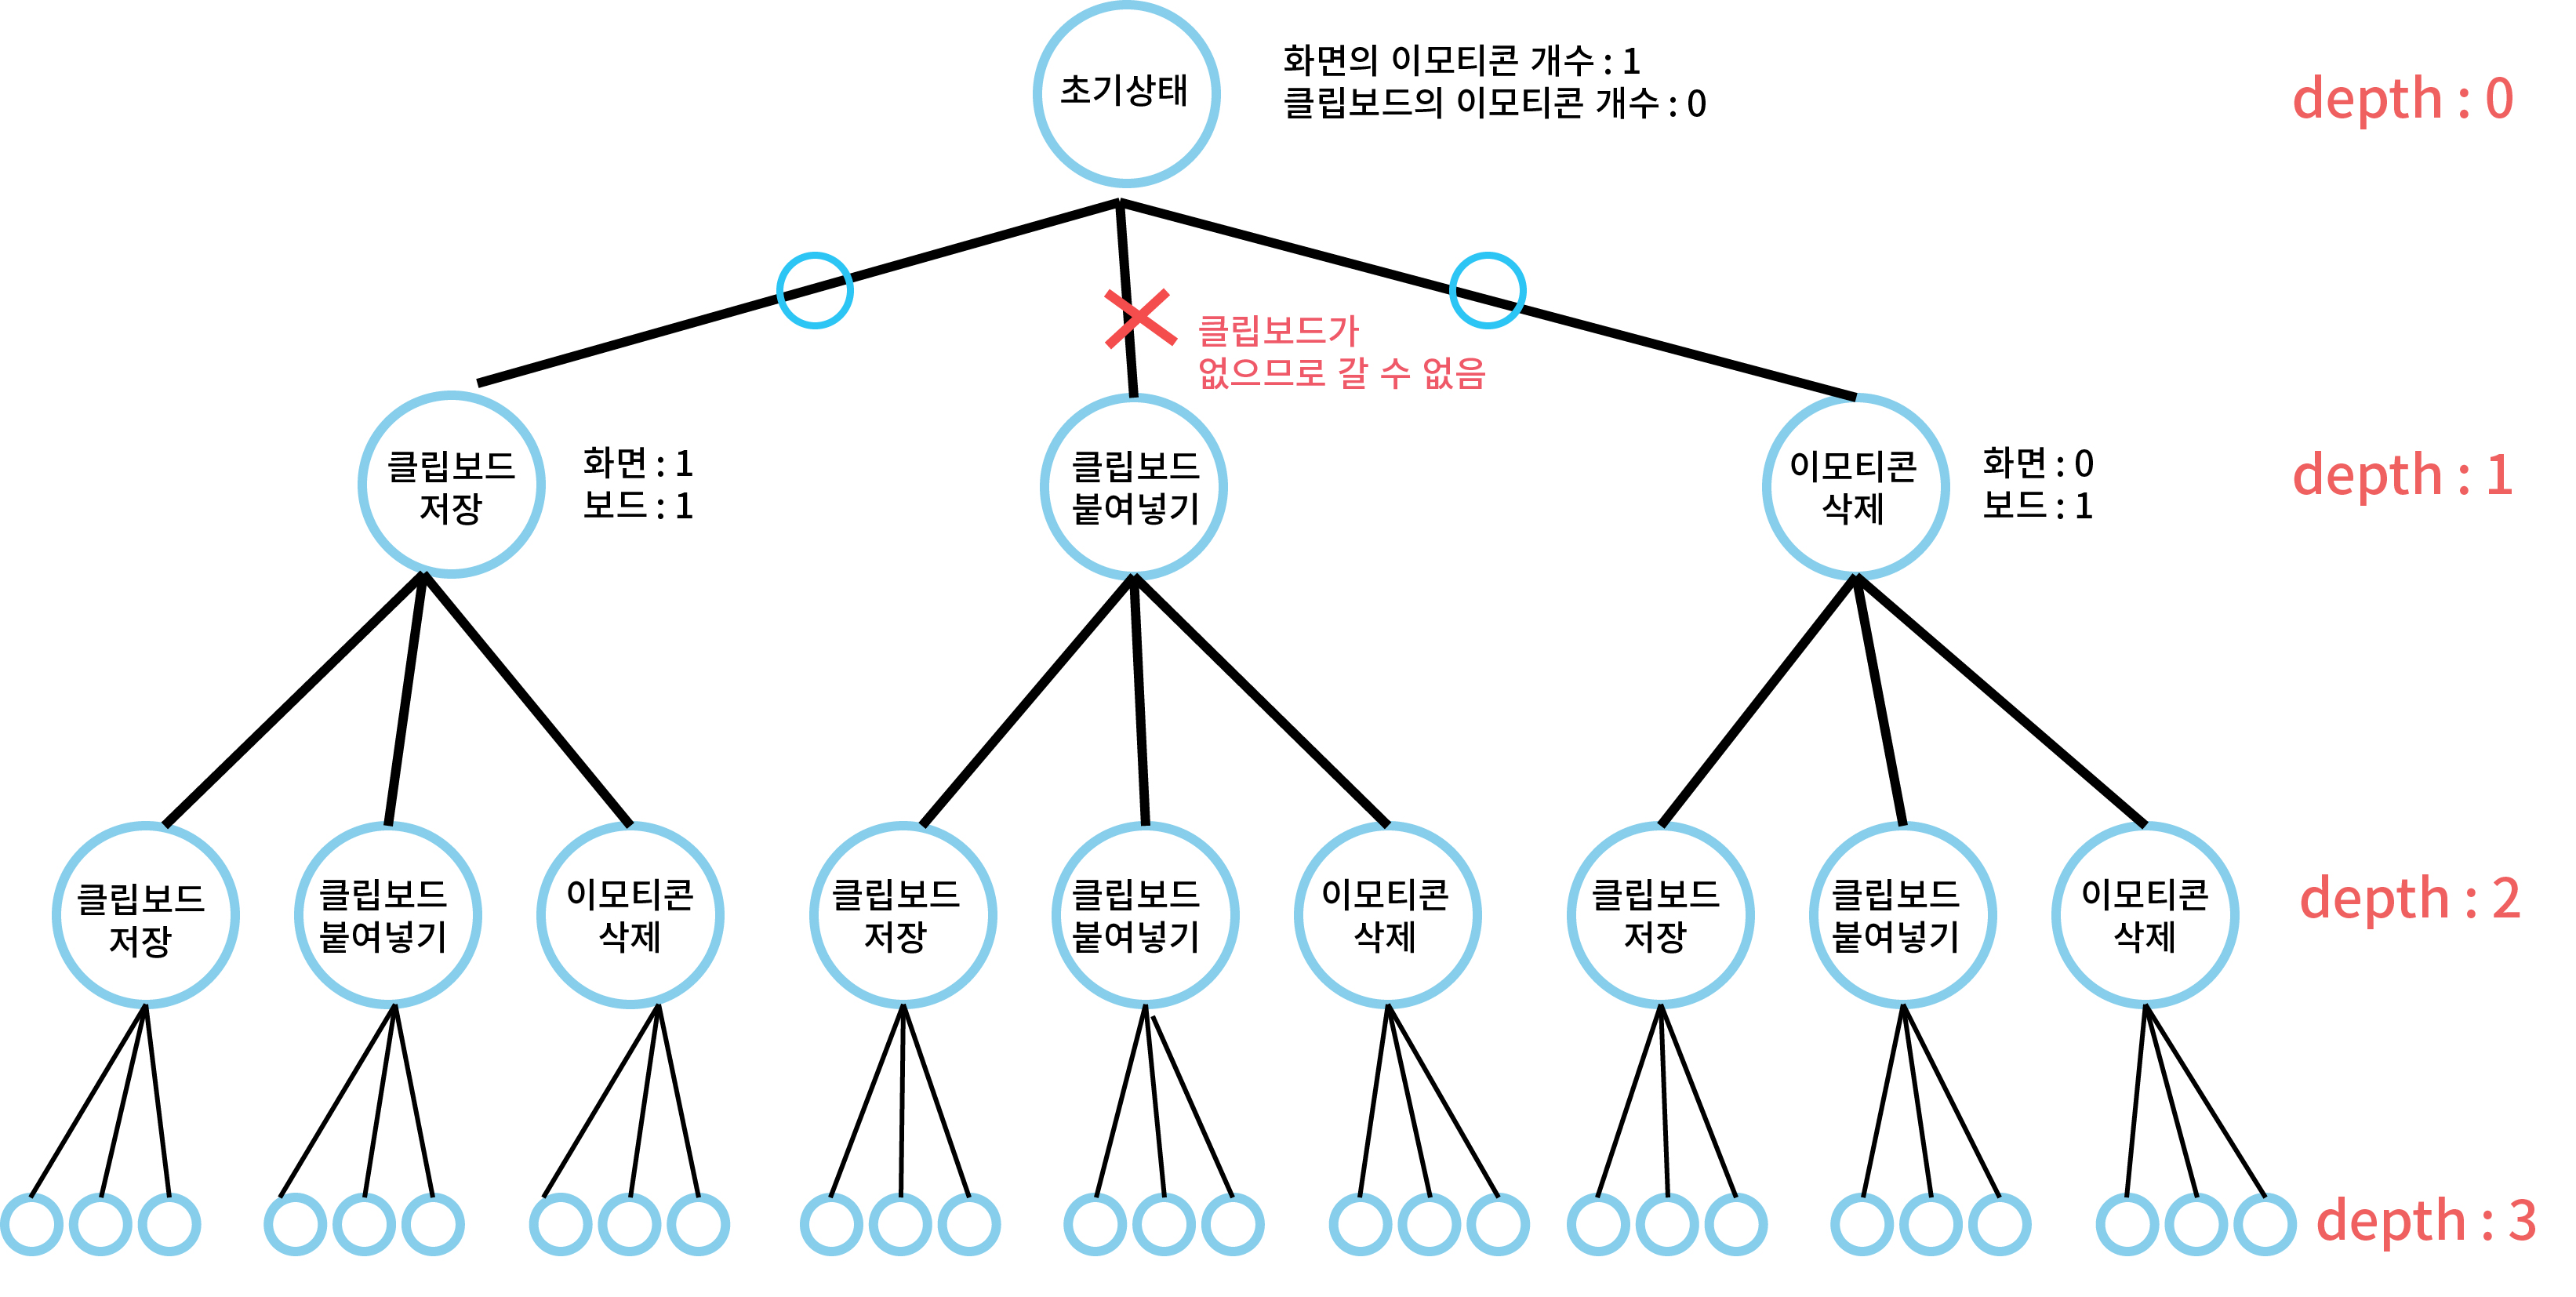 초기상태
화면의 이모티콘 개수 : 1
클립보드의 이모티콘 개수 : 0
depth : 0
클립보드가
없으므로 갈 수 없음
클립보드
저장
화면 : 1
보드 : 1
클립보드
붙여넣기
이모티콘
삭제
화면 : 0
보드 : 1
depth : 1
클립보드
저장
클립보드
붙여넣기
이모티콘
삭제
클립보드
저장
클립보드
붙여넣기
이모티콘
삭제
클립보드
저장
클립보드
붙여넣기
이모티콘
삭제
depth : 2
depth : 3